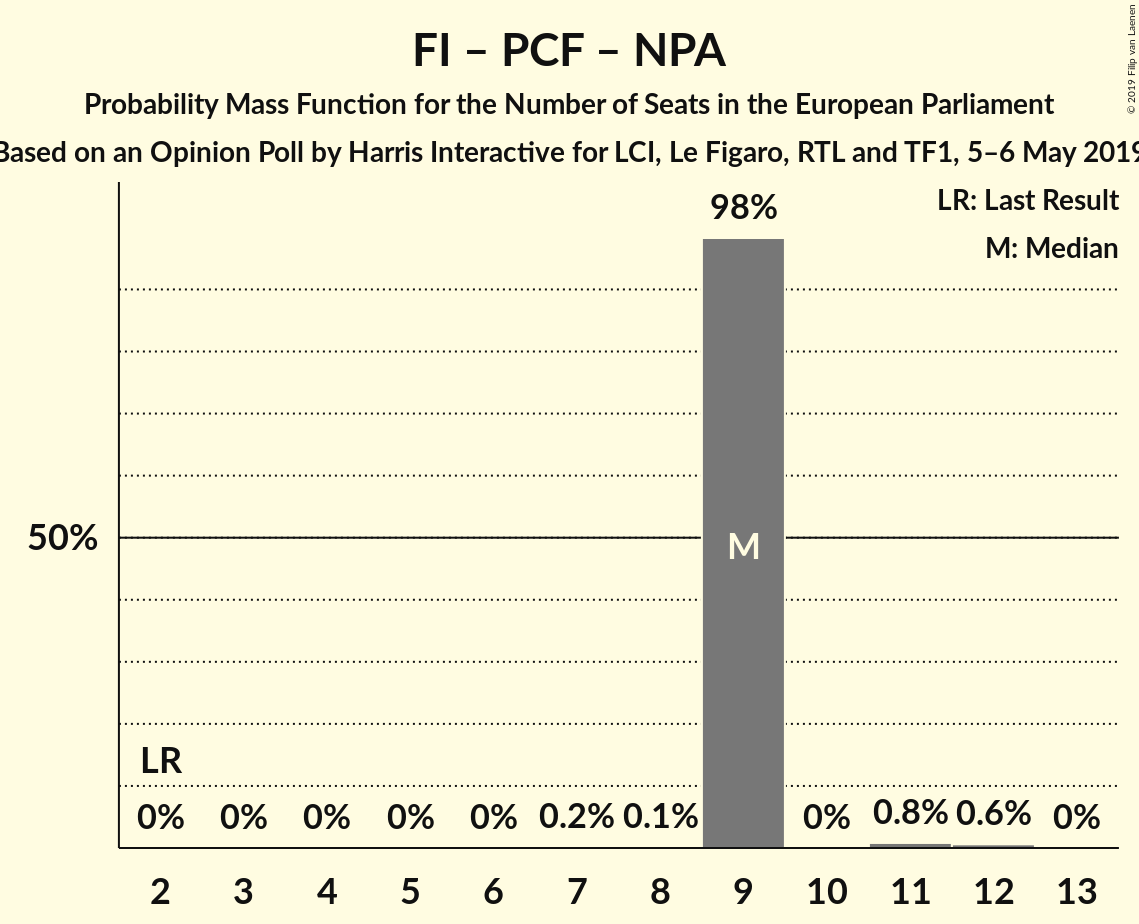 FI – PCF – NPA
Probability Mass Function for the Number of Seats in the European Parliament
Based on an Opinion Poll by Harris Interactive for LCI, Le Figaro, RTL and TF1, 5–6 May 2019
© 2019 Filip van Laenen
LR: Last Result
M: Median
98%
50%
M
LR
0% 0% 0% 0% 0% 0.2% 0.1% 0% 0.8% 0.6% 0%
2 3 4 5 6 7 8 9 10 11 12 13